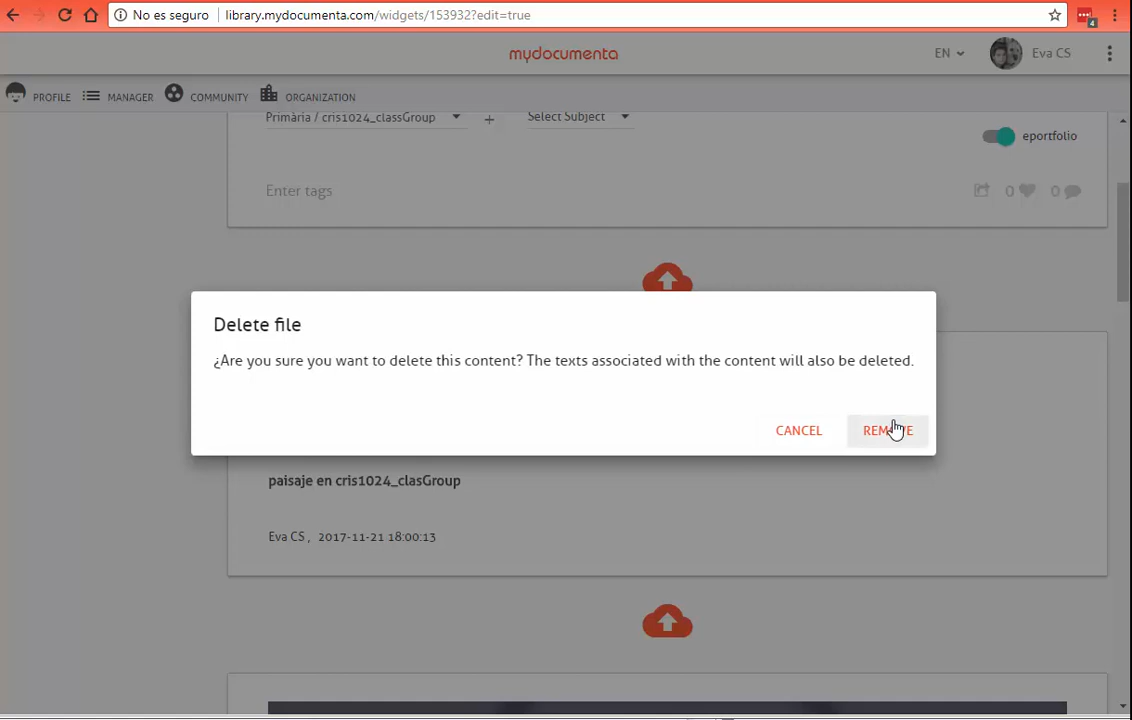 No es seguro library.mydocumenta.com/widgets/153932?edit=true
4
mydocumenta EN Eva CS
PROFILE MANAGER COMMUNITY ORGANIZATION
Primària / cris1024_classGroup + Select Subject
eportfolio
Enter tags 0 0
Delete file
¿Are you sure you want to delete this content? The texts associated with the content will also be deleted.
CANCEL REMOVE
paisaje en cris1024_clasGroup
Eva CS , 2017-11-21 18:00:13